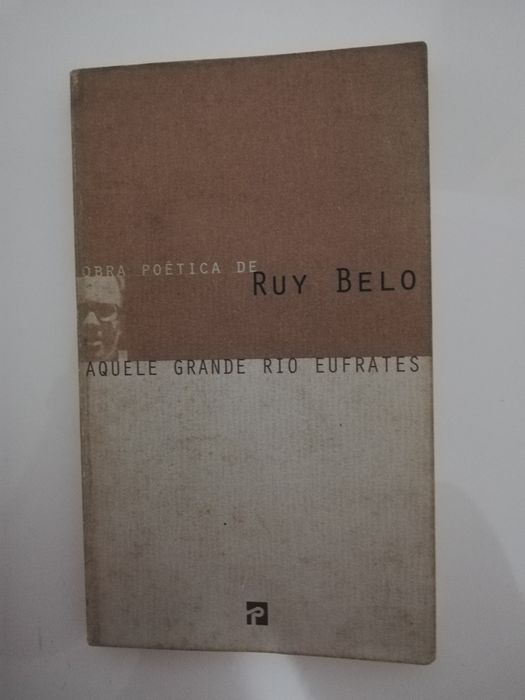 OBRA POÉTICA DE
RUY BELO
AQUELE GRANDE RIO EUFRATES